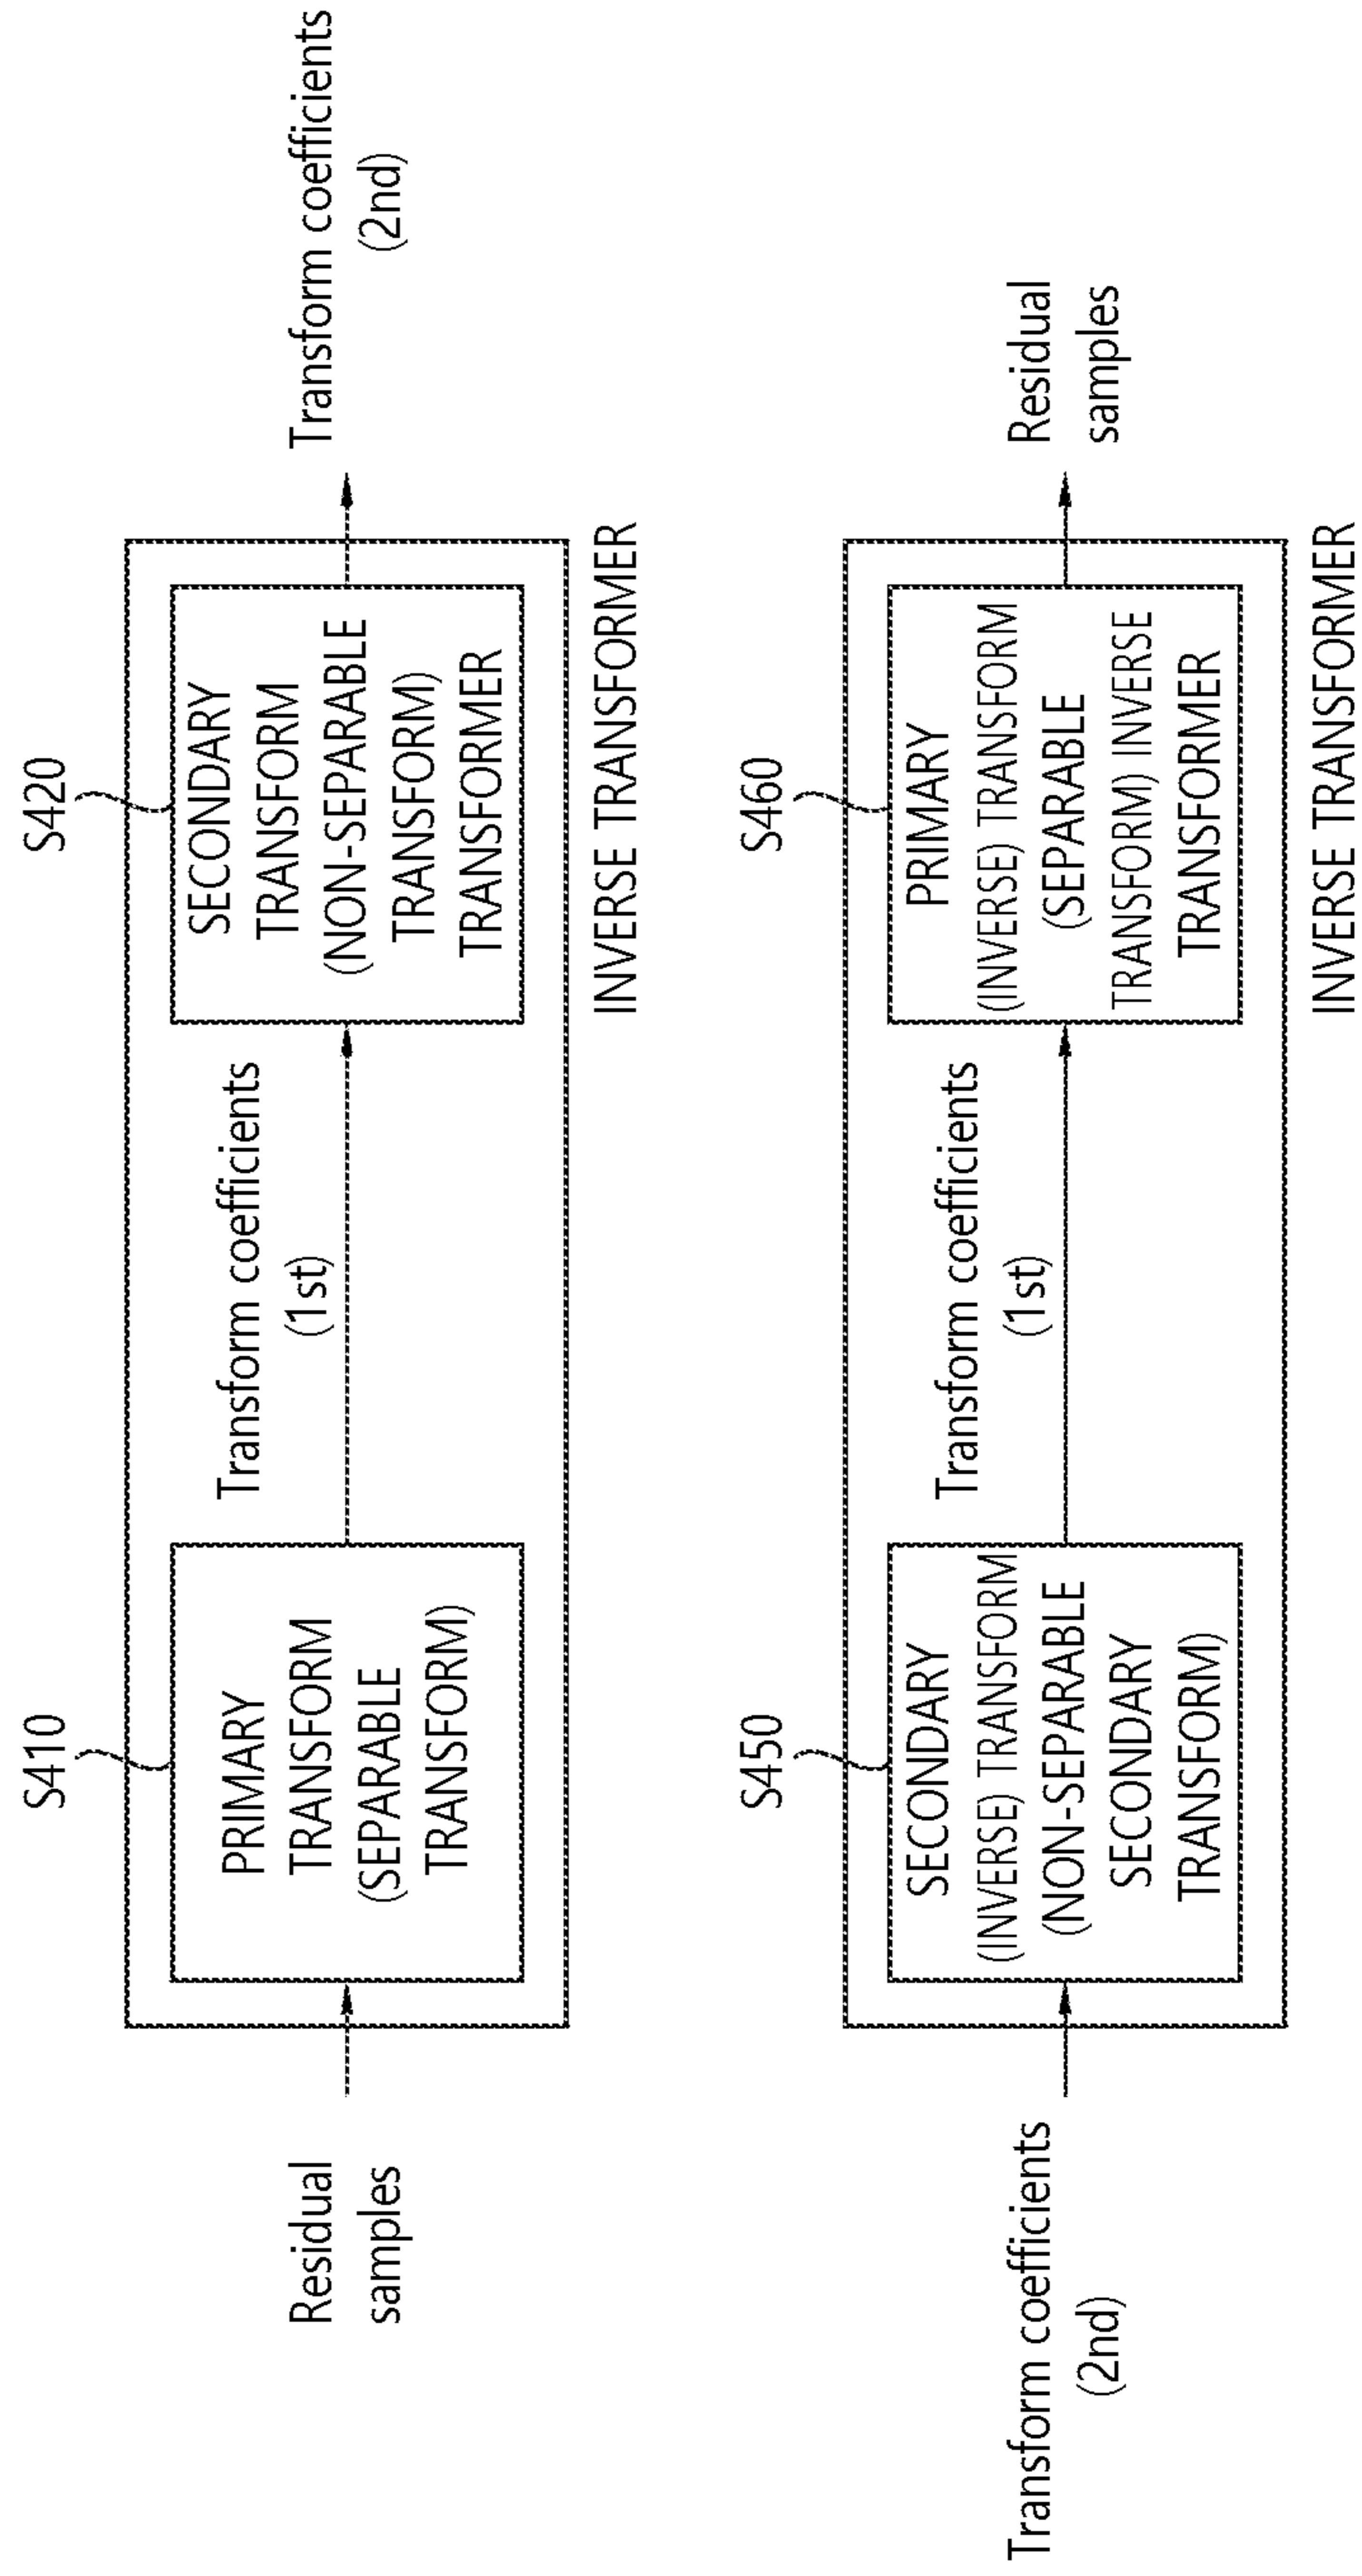 S410
S420
Residual
samples
PRIMARY
TRANSFORM
(SEPARABLE
TRANSFORM)
Transform coefficients
(1st)
SECONDARY
TRANSFORM
(NON-SEPARABLE
TRANSFORM)
TRANSFORMER
Transform coefficients
(2nd)
INVERSE TRANSFORMER
S450
S460
Transform coefficients
(2nd)
SECONDARY
(INVERSE) TRANSFORM
(NON-SEPARABLE
SECONDARY
TRANSFORM)
Transform coefficients
(1st)
PRIMARY
(INVERSE) TRANSFORM
(SEPARABLE
TRANSFORM) INVERSE
TRANSFORMER
Residual
samples
INVERSE TRANSFORMER